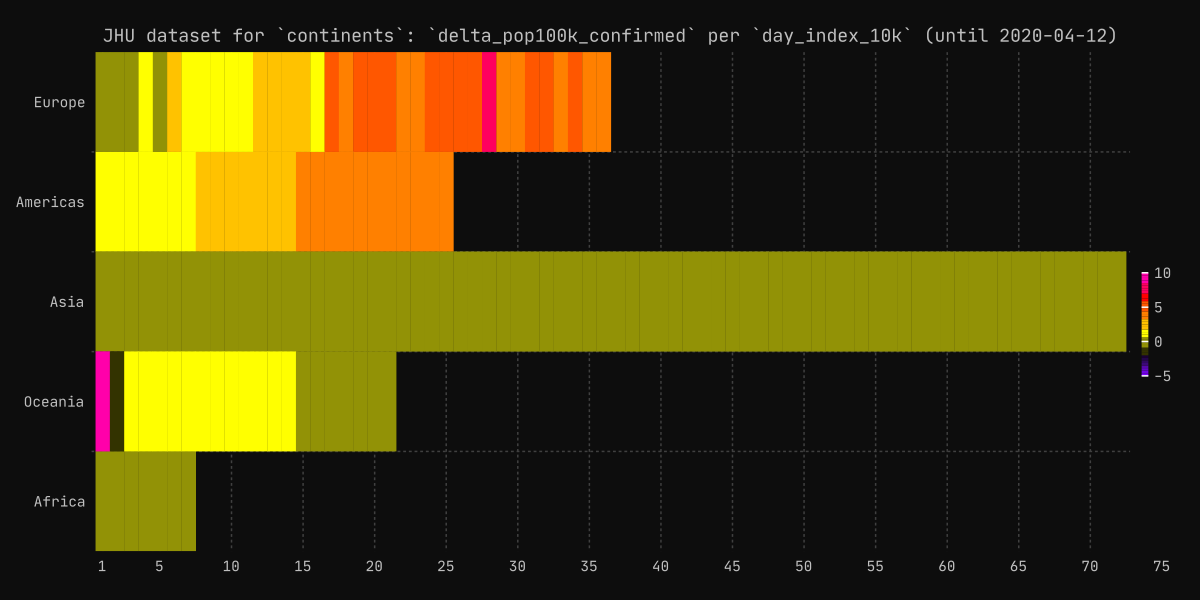 JHU dataset for `continents`: `delta_pop100k_confirmed` per `day_index_10k` (until 2020-04-12)
Europe
Americas
Asia
Oceania
Africa
10
5
0
-5
1 5 10 15 20 25 30 35 40 45 50 55 60 65 70 75